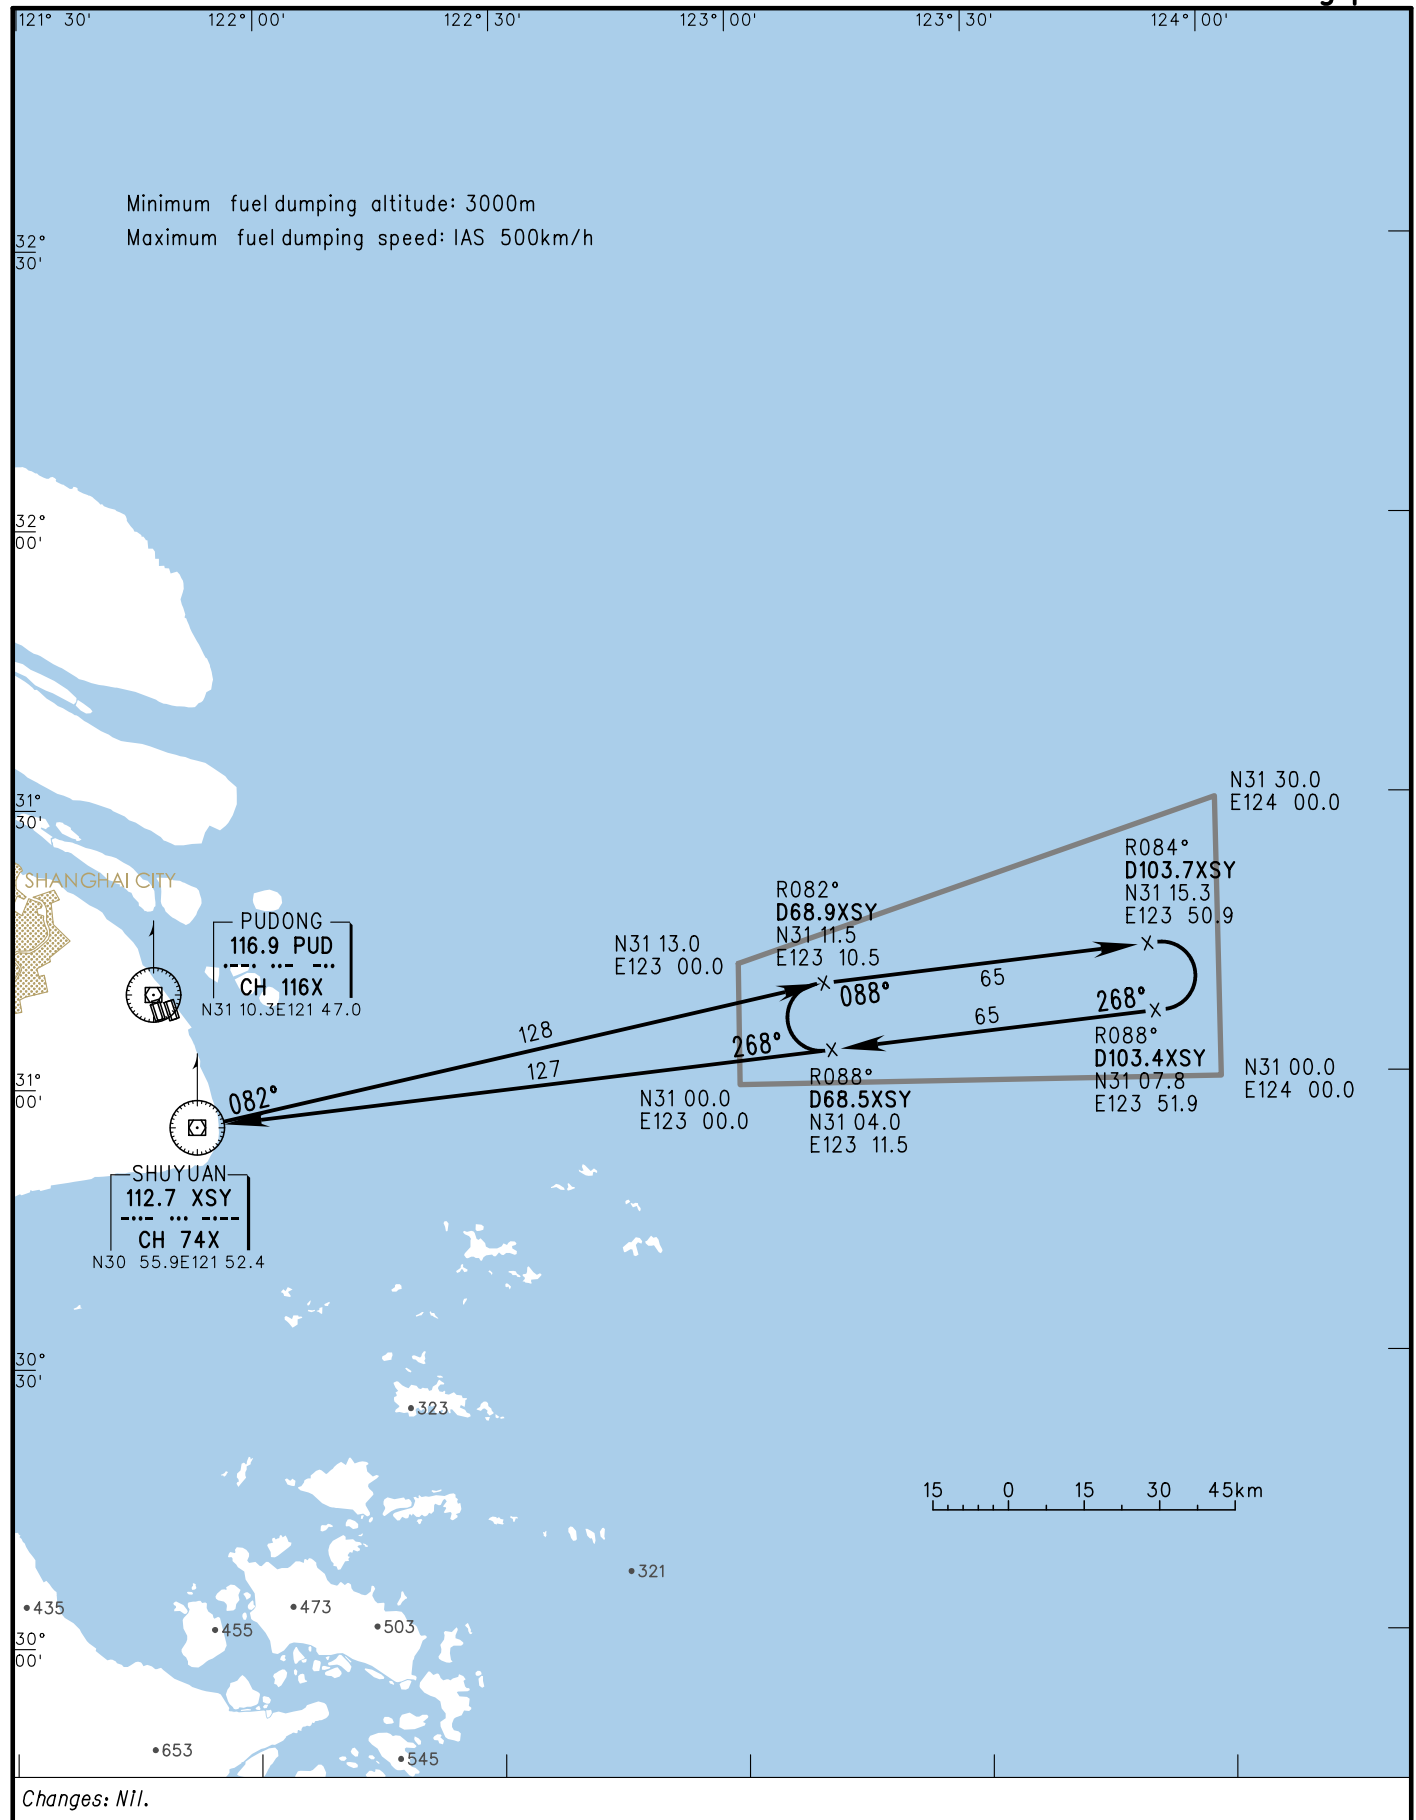 121° 30'
122° 00'
122° 30'
123° 00'
123° 30'
124° 00'
Minimum fuel dumping altitude: 3000m
Maximum fuel dumping speed: IAS 500km/h
32°
30'
32°
00'
31°
30'
N31 30.0
E124 00.0
SHANGHAI CITY
R084°
D103.7XSY
N31 15.3
E123 50.9
R082°
D68.9XSY
N31 11.5
E123 10.5
PUDONG
116.9 PUD
CH 116X
N31 10.3E121 47.0
N31 13.0
E123 00.0
65
088°
268°
65
128
268°
127
R088°
D103.4XSY
N31 07.8
E123 51.9
N31 00.0
E124 00.0
R088°
D68.5XSY
N31 04.0
E123 11.5
N31 00.0
E123 00.0
31°
00'
082°
SHUYUAN
112.7 XSY
CH 74X
N30 55.9E121 52.4
30°
30'
323
15 0 15 30 45km
321
435
473
455
503
30°
00'
653
545
Changes: Nil.